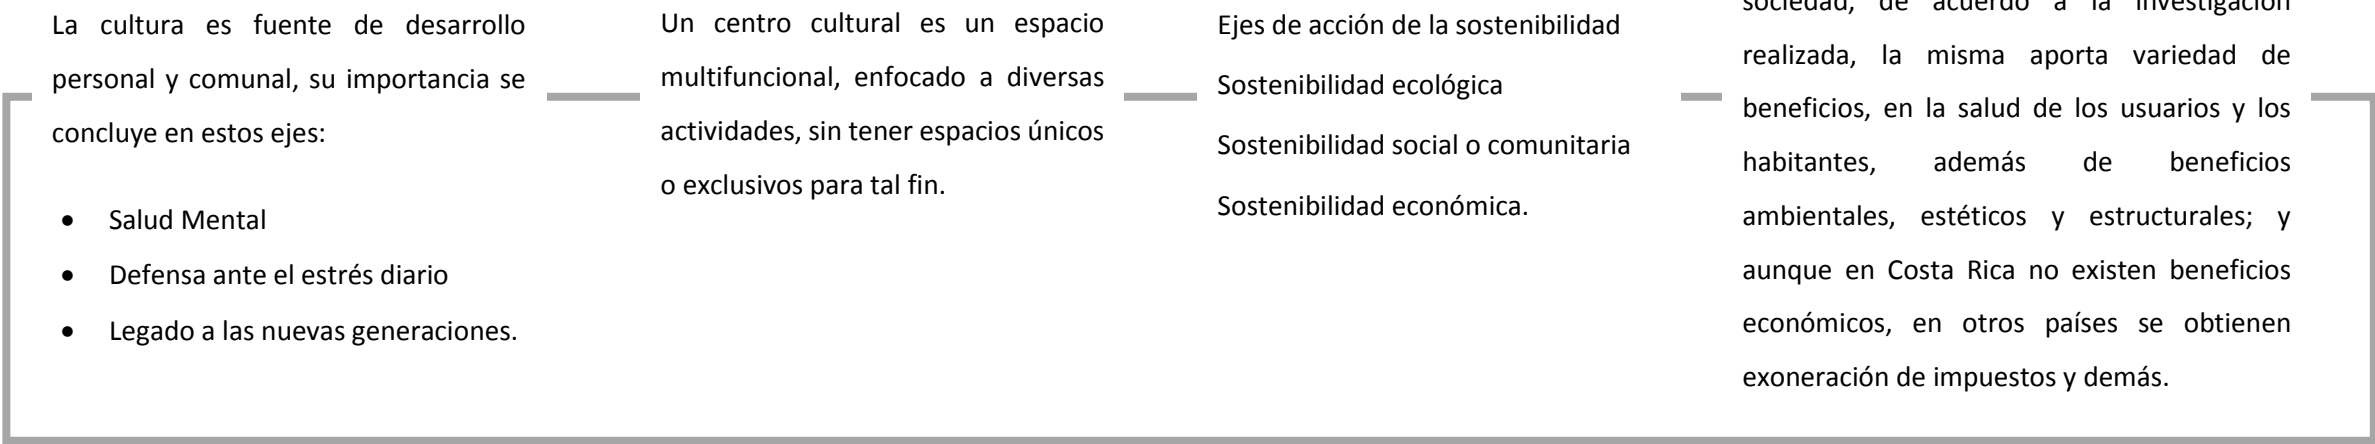 La cultura es fuente de desarrollo
personal y comunal, su importancia se
concluye en estos ejes:
• Salud Mental
• Defensa ante el estrés diario
• Legado a las nuevas generaciones.
Un centro cultural es un espacio
multifuncional, enfocado a diversas
actividades, sin tener espacios únicos
o exclusivos para tal fin.
Ejes de acción de la sostenibilidad
Sostenibilidad ecológica
Sostenibilidad social o comunitaria
Sostenibilidad económica.
sociedad, de acuerdo a la investigación
realizada, la misma aporta variedad de
beneficios, en la salud de los usuarios y los
habitantes, además de beneficios
ambientales, estéticos y estructurales; y
aunque en Costa Rica no existen beneficios
económicos, en otros países se obtienen
exoneración de impuestos y demás.